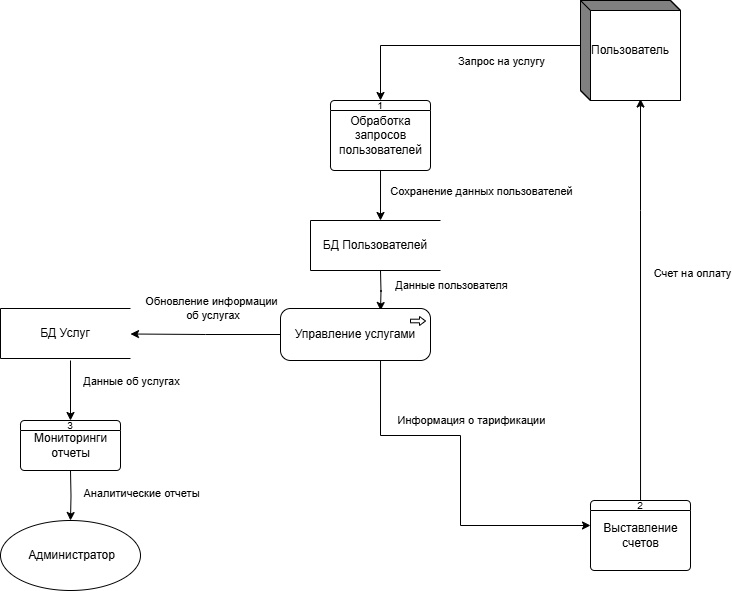 Пользователь
Запрос на услугу
1
Обработка
запросов
пользователей
Сохранение данных пользователей
БД Пользователей
Данные пользователя
Обновление информации
об услугах
Счет на оплату
БД Услуг
Управление услугами
Данные об услугах
Информация о тарификации
3
Мониторинги
отчеты
Аналитические отчеты
2
Выставление
счетов
Администратор